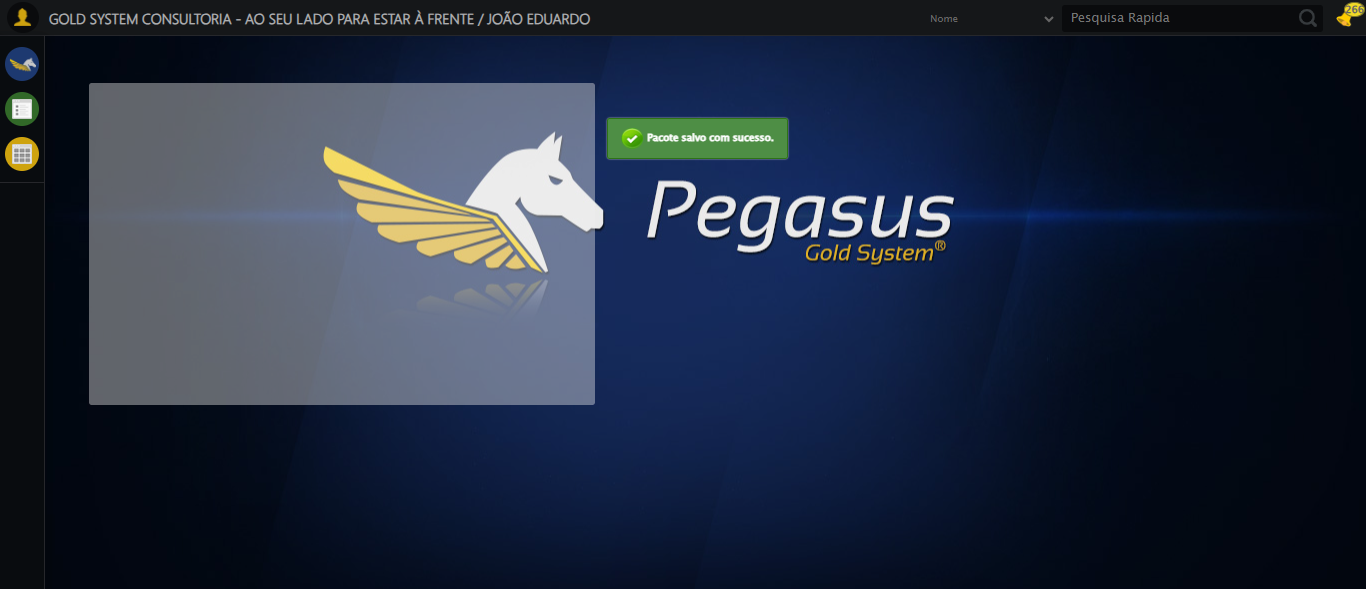 GOLD SYSTEM CONSULTORIA - AO SEU LADO PARA ESTAR À FRENTE / JOÃO EDUARDO
Nome
Pesquisa Rapida
266
Pacote salvo com sucesso.
Pegasus
Gold System®